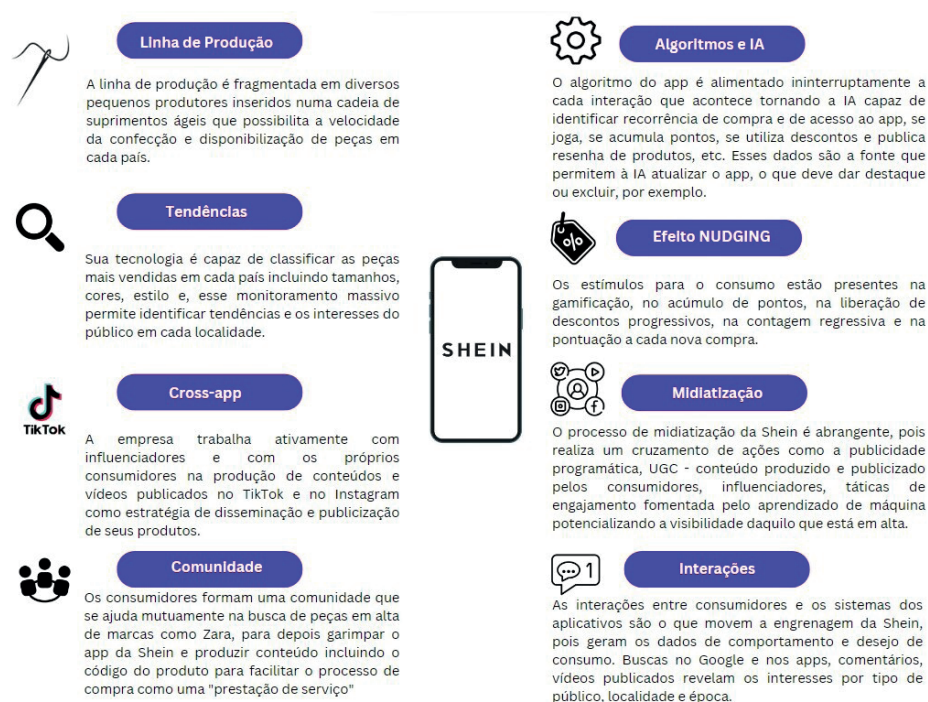 Linha de Produção
A linha de produção é fragmentada em diversos
pequenos produtores inseridos numa cadeia de
suprimentos ágeis que possibilita a velocidade
da confecção e disponibilização de peças em
cada país.
Tendências
Sua tecnologia é capaz de classificar as peças
mais vendidas em cada país incluindo tamanhos,
cores, estilo e, esse monitoramento massivo
permite identificar tendências e os interesses do
público em cada localidade.
TikTok
Cross-app
A empresa trabalha ativamente com
influenciadores e com os próprios
consumidores na produção de conteúdos e
vídeos publicados no TikTok e no Instagram
como estratégia de disseminação e publicização
de seus produtos.
Comunidade
Os consumidores formam uma comunidade que
se ajuda mutuamente na busca de peças em alta
de marcas como Zara, para depois garimpar o
app da Shein e produzir conteúdo incluindo o
código do produto para facilitar o processo de
compra como uma "prestação de serviço"
SHEIN
Algoritmos e IA
O algoritmo do app é alimentado ininterruptamente a
cada interação que acontece tornando a IA capaz de
identificar recorrência de compra e de acesso ao app, se
joga, se acumula pontos, se utiliza descontos e publica
resenha de produtos, etc. Esses dados são a fonte que
permitem à IA atualizar o app, o que deve dar destaque
ou excluir, por exemplo.
%
Efeito NUDGING
Os estímulos para o consumo estão presentes na
gamificação, no acúmulo de pontos, na liberação de
descontos progressivos, na contagem regressiva e na
pontuação a cada nova compra.
Midiatização
O processo de midiatização da Shein é abrangente, pois
realiza um cruzamento de ações como a publicidade
programática, UGC - conteúdo produzido e publicizado
pelos consumidores, influenciadores, táticas de
engajamento fomentada pelo aprendizado de máquina
potencializando a visibilidade daquilo que está em alta.
1
Interações
As interações entre consumidores e os sistemas dos
aplicativos são o que movem a engrenagem da Shein,
pois geram os dados de comportamento e desejo de
consumo. Buscas no Google e nos apps, comentários,
vídeos publicados revelam os interesses por tipo de
público, localidade e época.